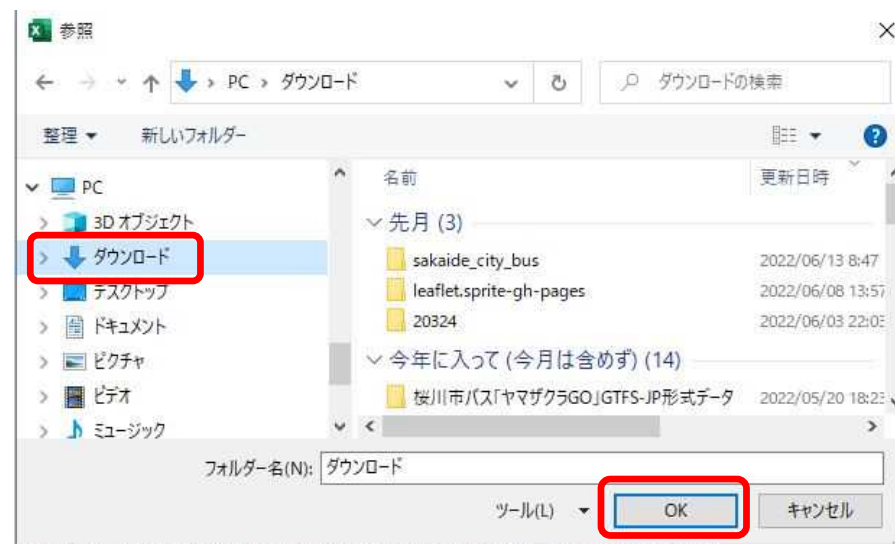 参照
PC › ダウンロード
ダウンロードの検索
整理 新しいフォルダー
名前 更新日時
PC
3D オブジェクト
ダウンロード
デスクトップ
ドキュメント
ピクチャ
ビデオ
ミュージック
先月 (3)
sakaide_city_bus 2022/06/13 8:47
leaflet.sprite-gh-pages 2022/06/08 13:57
20324 2022/06/03 22:03
今年に入って (今月は含めず) (14)
桜川市バス「ヤマザクラGO」GTFS-JP形式データ 2022/05/20 18:23
フォルダー名(N): ダウンロード
ツール(L) OK キャンセル